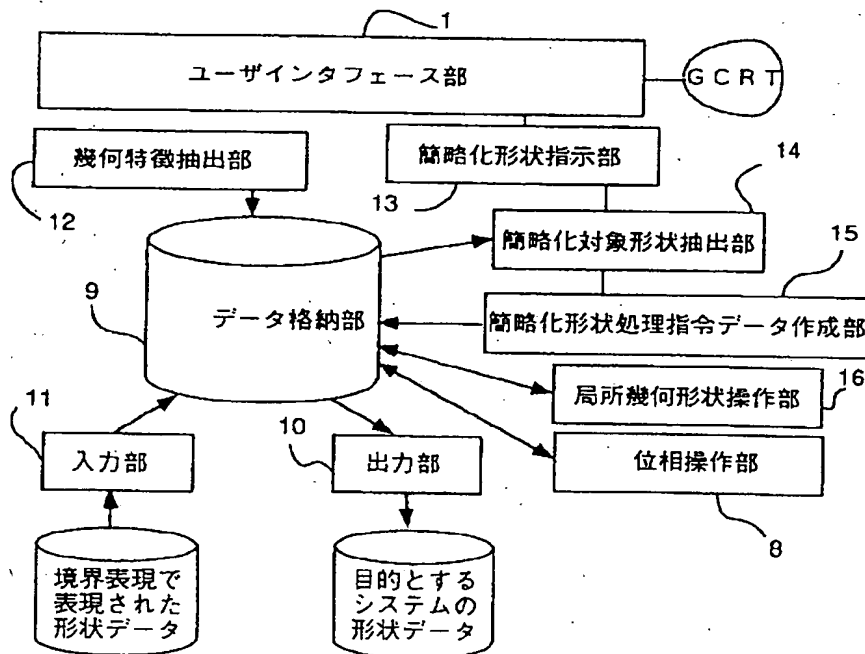 1
ユーザインタフェース部
GCRT
幾何特徴抽出部
12
簡略化形状指示部
13
14
簡略化対象形状抽出部
15
9
データ格納部
簡略化形状処理指令データ作成部
局所幾何形状操作部
16
11
入力部
10
出力部
位相操作部
8
境界表現で
表現された
形状データ
目的とする
システムの
形状データ